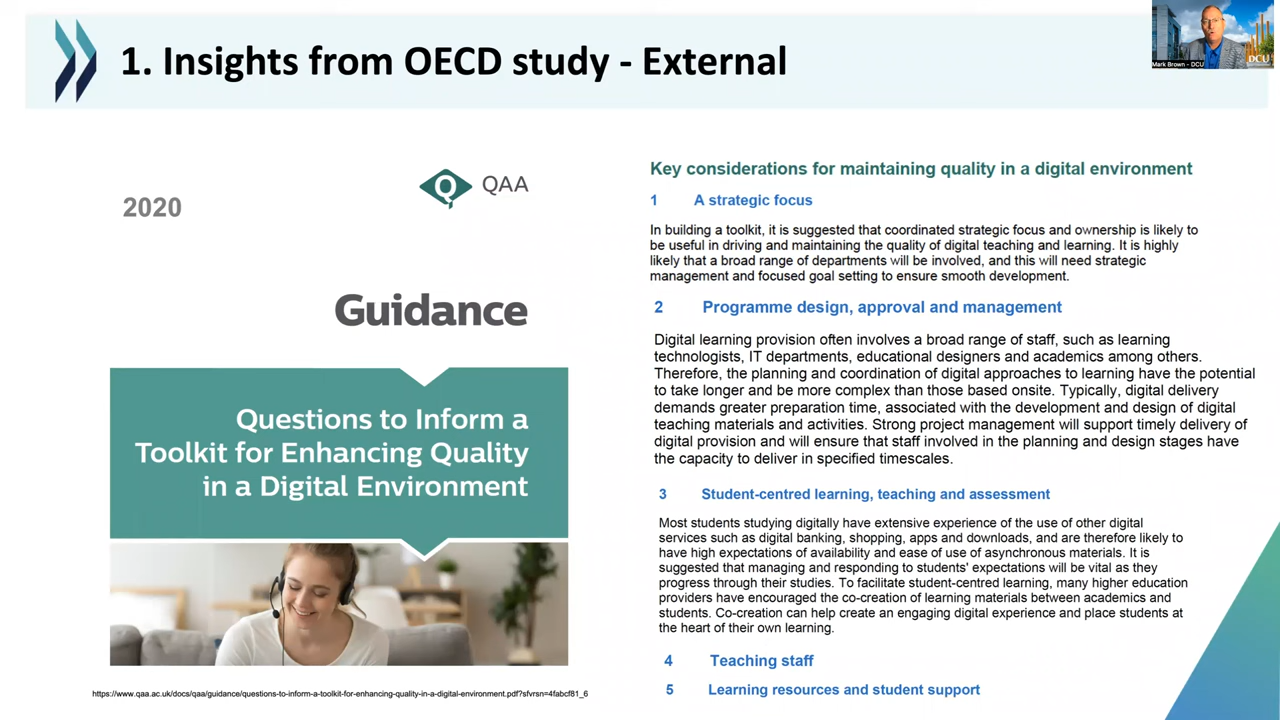 1. Insights from OECD study - External
Mark Brown - DCU
DCU
2020
QAA
Guidance
Questions to Inform a
Toolkit for Enhancing Quality
in a Digital Environment
https://www.qaa.ac.uk/docs/qaa/guidance/questions-to-inform-a-toolkit-for-enhancing-quality-in-a-digital-environment.pdf?sfvrsn=4fabcf81_6
Key considerations for maintaining quality in a digital environment
1 A strategic focus
In building a toolkit, it is suggested that coordinated strategic focus and ownership is likely to
be useful in driving and maintaining the quality of digital teaching and learning. It is highly
likely that a broad range of departments will be involved, and this will need strategic
management and focused goal setting to ensure smooth development.
2 Programme design, approval and management
Digital learning provision often involves a broad range of staff, such as learning
technologists, IT departments, educational designers and academics among others.
Therefore, the planning and coordination of digital approaches to learning have the potential
to take longer and be more complex than those based onsite. Typically, digital delivery
demands greater preparation time, associated with the development and design of digital
teaching materials and activities. Strong project management will support timely delivery of
digital provision and will ensure that staff involved in the planning and design stages have
the capacity to deliver in specified timescales.
3 Student-centred learning, teaching and assessment
Most students studying digitally have extensive experience of the use of other digital
services such as digital banking, shopping, apps and downloads, and are therefore likely to
have high expectations of availability and ease of use of asynchronous materials. It is
suggested that managing and responding to students' expectations will be vital as they
progress through their studies. To facilitate student-centred learning, many higher education
providers have encouraged the co-creation of learning materials between academics and
students. Co-creation can help create an engaging digital experience and place students at
the heart of their own learning.
4 Teaching staff
5 Learning resources and student support